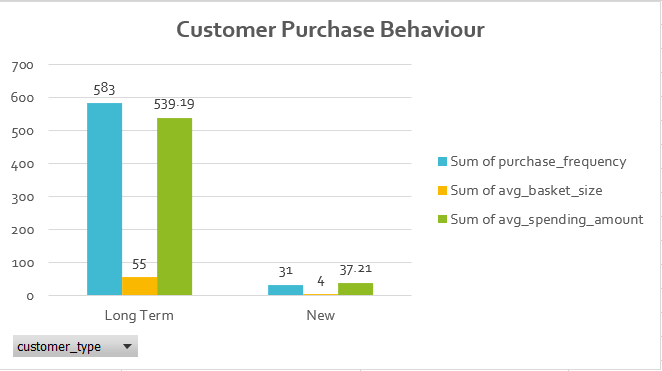 Customer Purchase Behaviour
700
600
500
400
300
200
100
0
583
55
539.19
31
4
37.21
Long Term
New
Sum of purchase_frequency
Sum of avg_basket_size
Sum of avg_spending_amount
customer_type